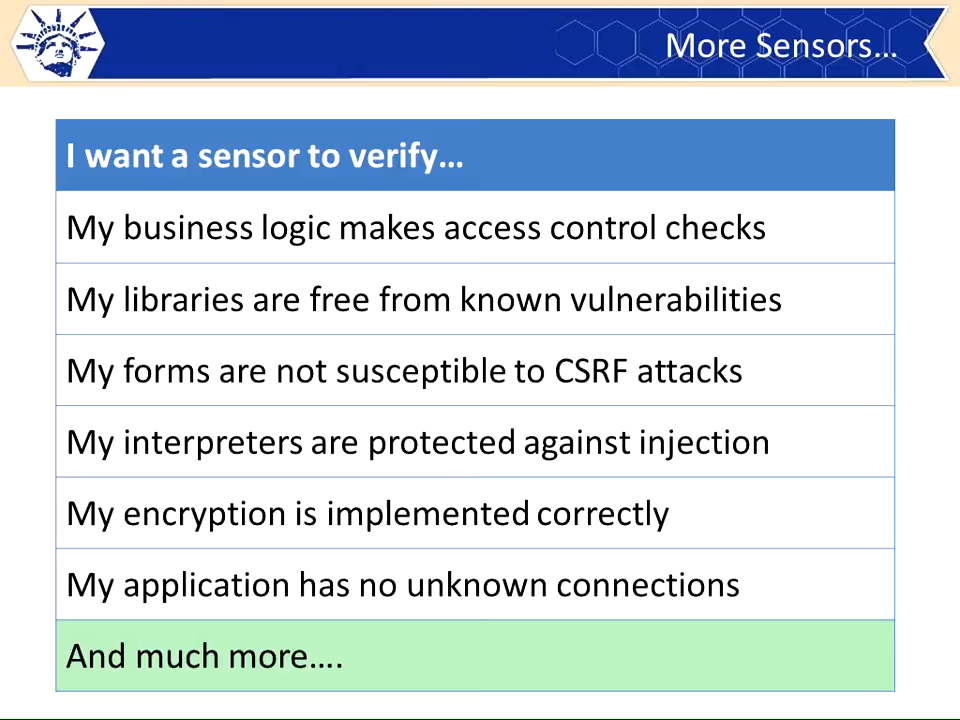 More Sensors…
I want a sensor to verify…
My business logic makes access control checks
My libraries are free from known vulnerabilities
My forms are not susceptible to CSRF attacks
My interpreters are protected against injection
My encryption is implemented correctly
My application has no unknown connections
And much more….